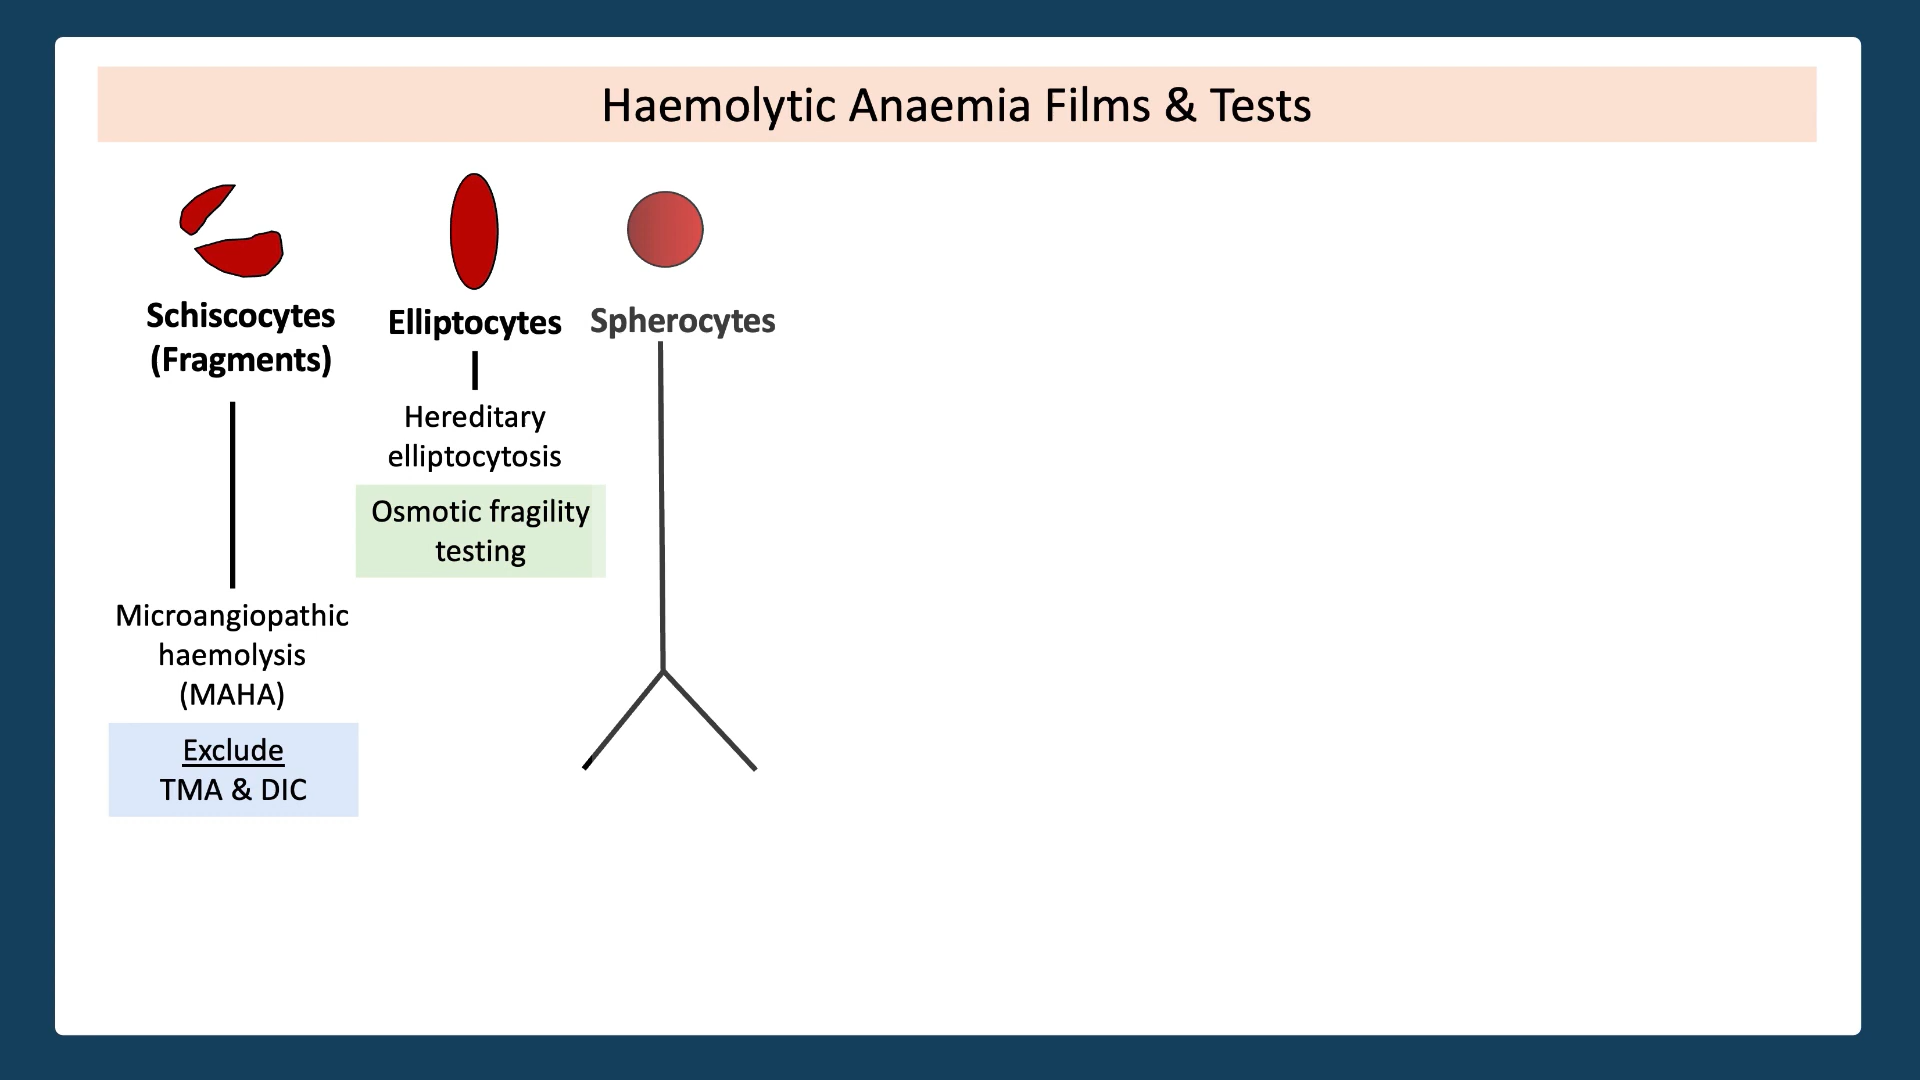 Haemolytic Anaemia Films & Tests
Schiscocytes
(Fragments)
Microangiopathic
haemolysis
(MAHA)
Exclude
TMA & DIC
Elliptocytes
Hereditary
elliptocytosis
Osmotic fragility
testing
Spherocytes